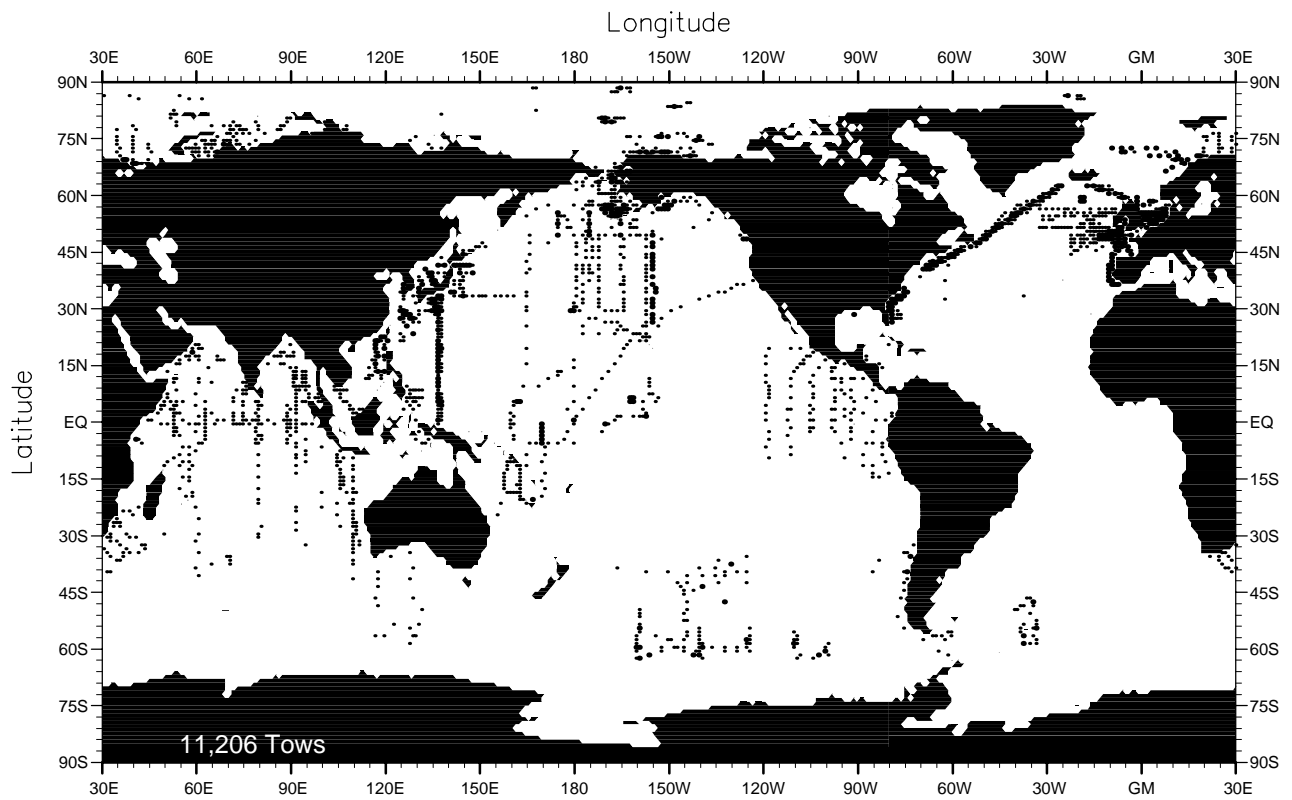 Longitude
30E 60E 90E 120E 150E 180 150W 120W 90W 60W 30W GM 30E
90N 90N
75N 75N
60N 60N
45N 45N
30N 30N
15N 15N
Latitude
EQ EQ
15S 15S
30S 30S
45S 45S
60S 60S
75S 75S
11,206 Tows
90S 90S
30E 60E 90E 120E 150E 180 150W 120W 90W 60W 30W GM 30E